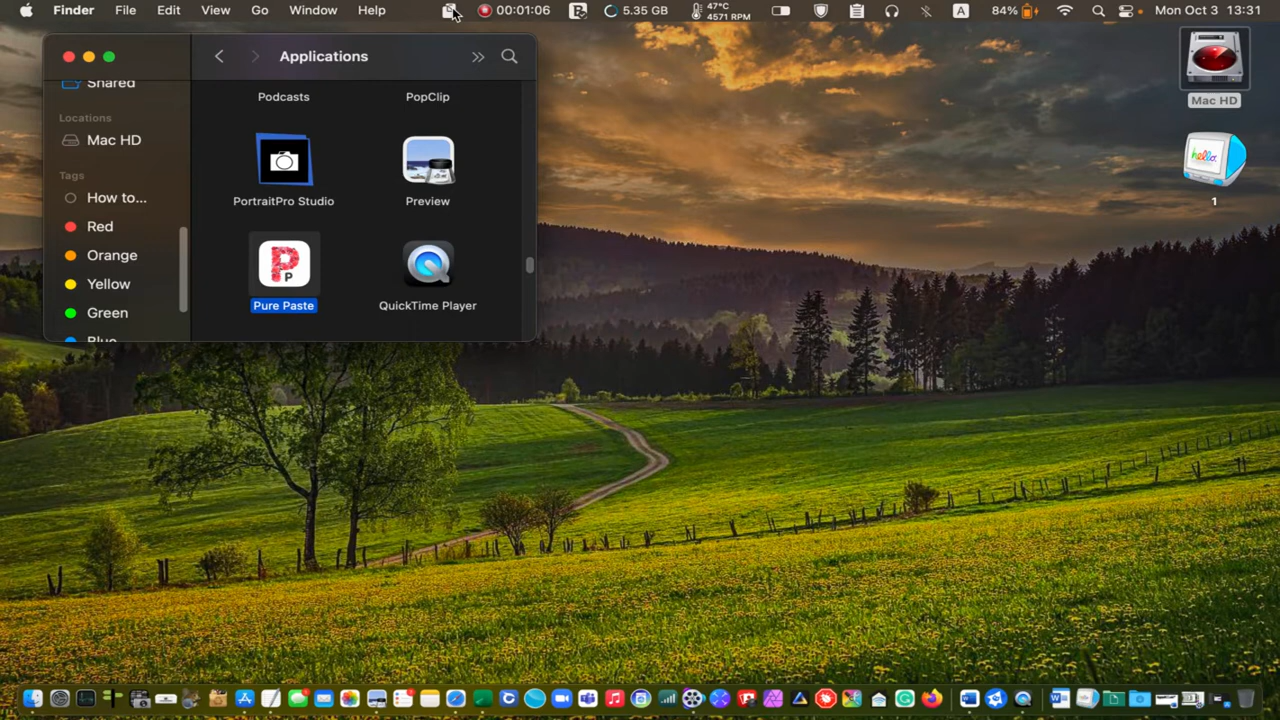 Finder File Edit View Go Window Help 00:01:06 5.35 GB 47°C 4571 RPM A 84% Mon Oct 3 13:31
Applications
Shared
Locations
Mac HD
Tags
How to...
Red
Orange
Yellow
Green
Blue
Podcasts PopClip
PortraitPro Studio Preview
P
P
Pure Paste QuickTime Player
Mac HD
hello.
1